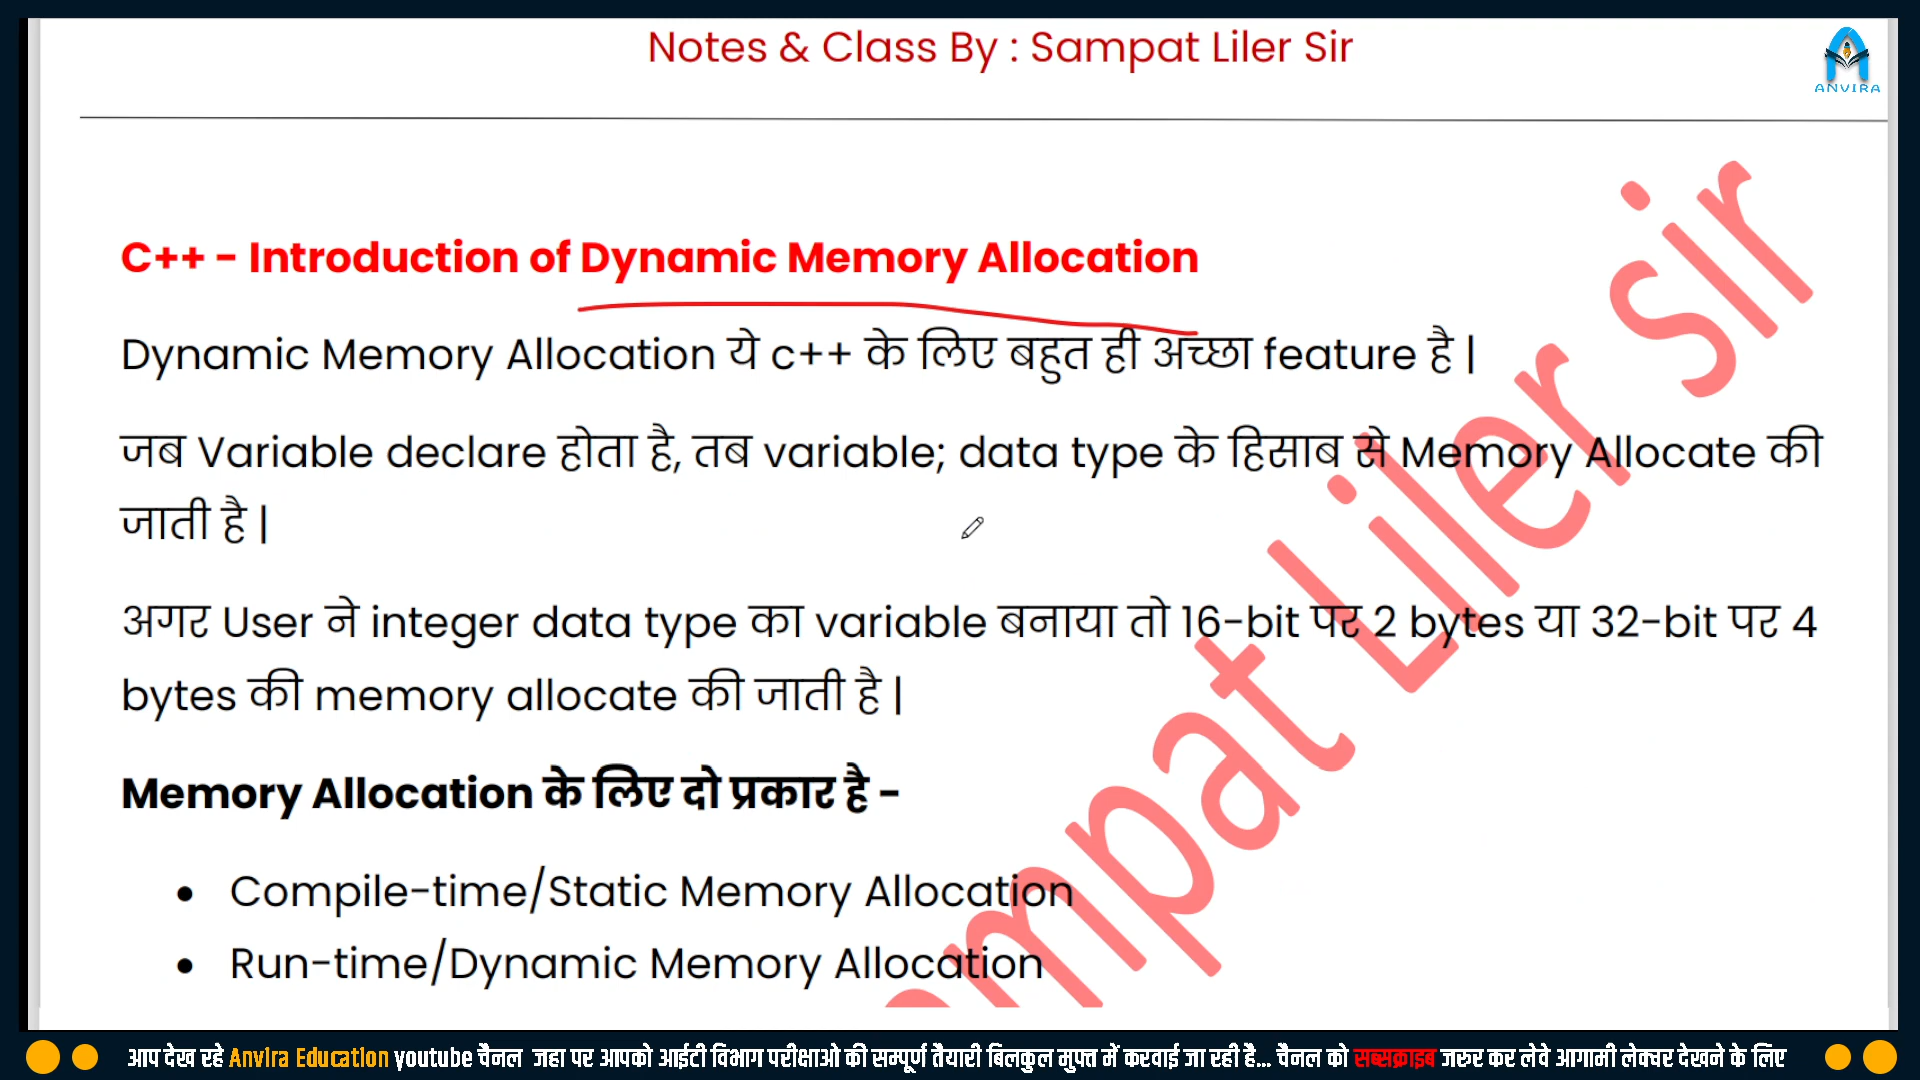 Notes & Class By : Sampat Liler Sir
ANVIRA
C++ - Introduction of Dynamic Memory Allocation
Dynamic Memory Allocation ये c++ के लिए बहुत ही अच्छा feature है |
जब Variable declare होता है, तब variable; data type के हिसाब से Memory Allocate की
जाती है |
अगर User ने integer data type का variable बनाया तो 16-bit पर 2 bytes या 32-bit पर 4
bytes की memory allocate की जाती है |
Memory Allocation के लिए दो प्रकार है -
• Compile-time/Static Memory Allocation
• Run-time/Dynamic Memory Allocation
mpat Liler sir
आप देख रहे Anvira Education youtube चैनल जहा पर आपको आईटी विभाग परीक्षाओ की सम्पूर्ण तैयारी बिलकुल मुफ्त में करवाई जा रही है... चैनल को सब्सक्राइब जरुर कर लेवे आगामी लेक्चर देखने के लिए